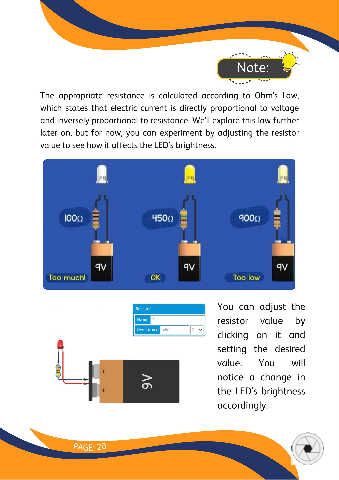 Note:
The appropriate resistance is calculated according to Ohm's Law,
which states that electric current is directly proportional to voltage
and inversely proportional to resistance. We'll explore this law further
later on, but for now, you can experiment by adjusting the resistor
value to see how it affects the LED's brightness.
100Ω
450Ω
900Ω
9V
9V
9V
Too much!
OK
Too low
Name
9V
You can adjust the
resistor value by
clicking on it and
setting the desired
value. You will
notice a change in
the LED's brightness
accordingly.
PAGE: 28